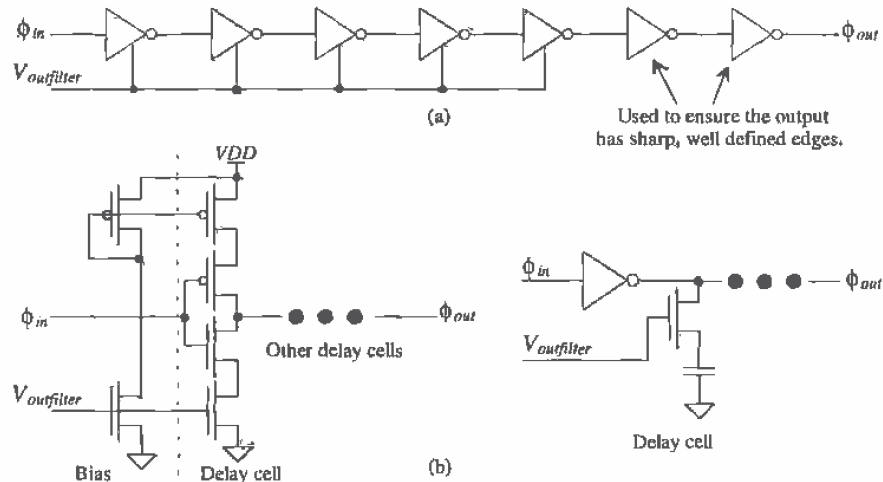 ϕin
ϕout
Voutfilter
(a)
Used to ensure the output
has sharp, well defined edges.
VDD
ϕin
ϕout
Other delay cells
Voutfilter
Bias
Delay cell
ϕin
ϕout
Voutfilter
Delay cell
(b)